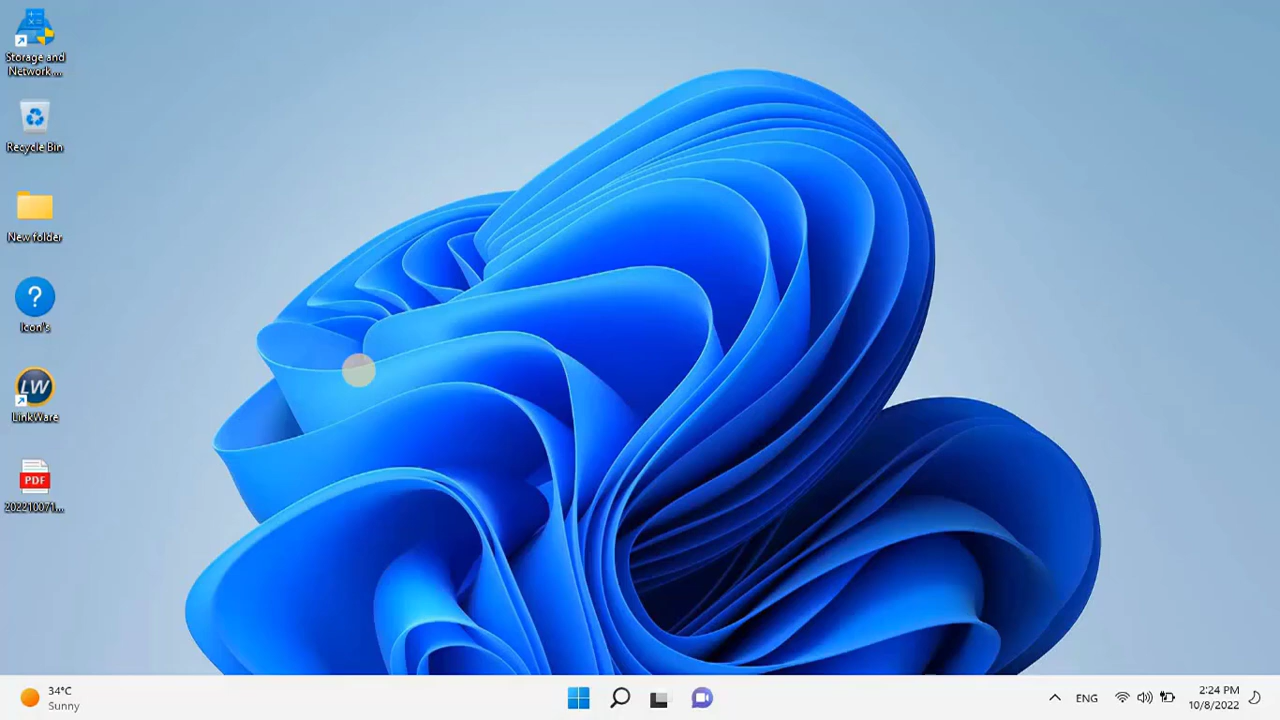 Storage and
Network....
Recycle Bin
New folder
?
Icon's
LW
LinkWare
PDF
202210071...
34°C
Sunny
ENG
2:24 PM
10/8/2022